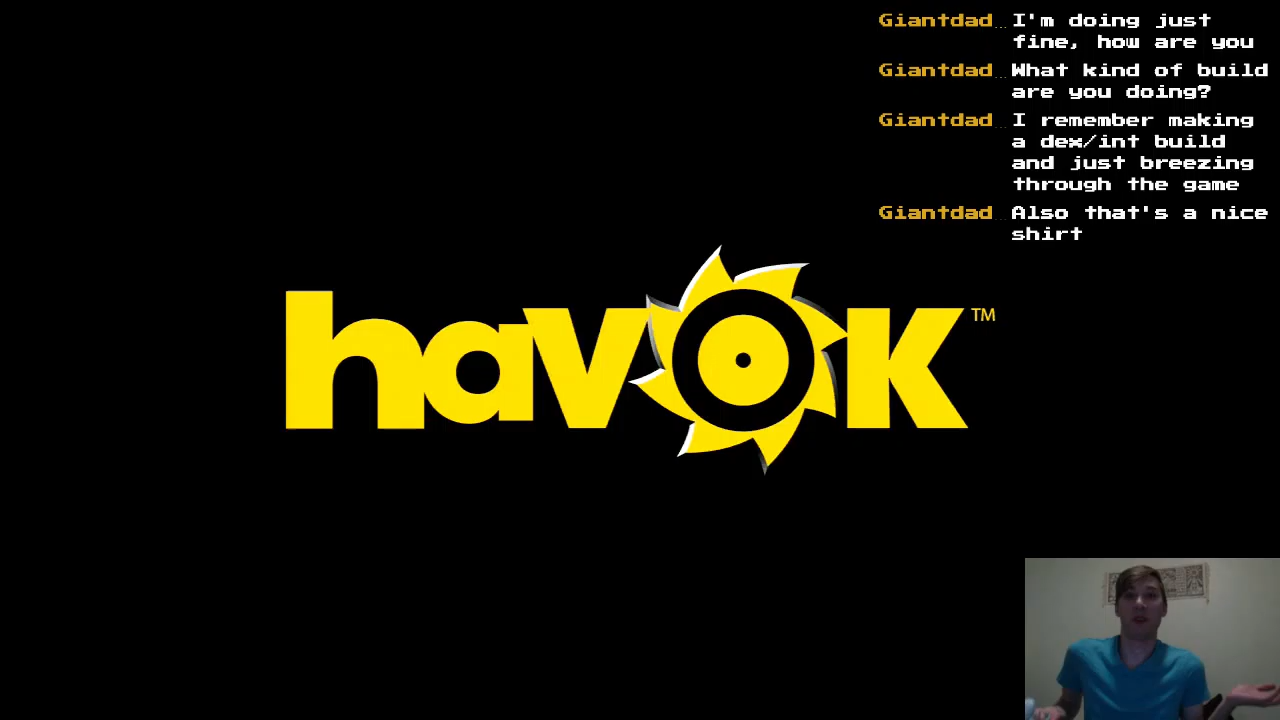 Giantdad I'm doing just
fine, how are you
Giantdad What kind of build
are you doing?
Giantdad I remember making
a dex/int build
and just breezing
through the game
Giantdad Also that's a nice
shirt
havok™